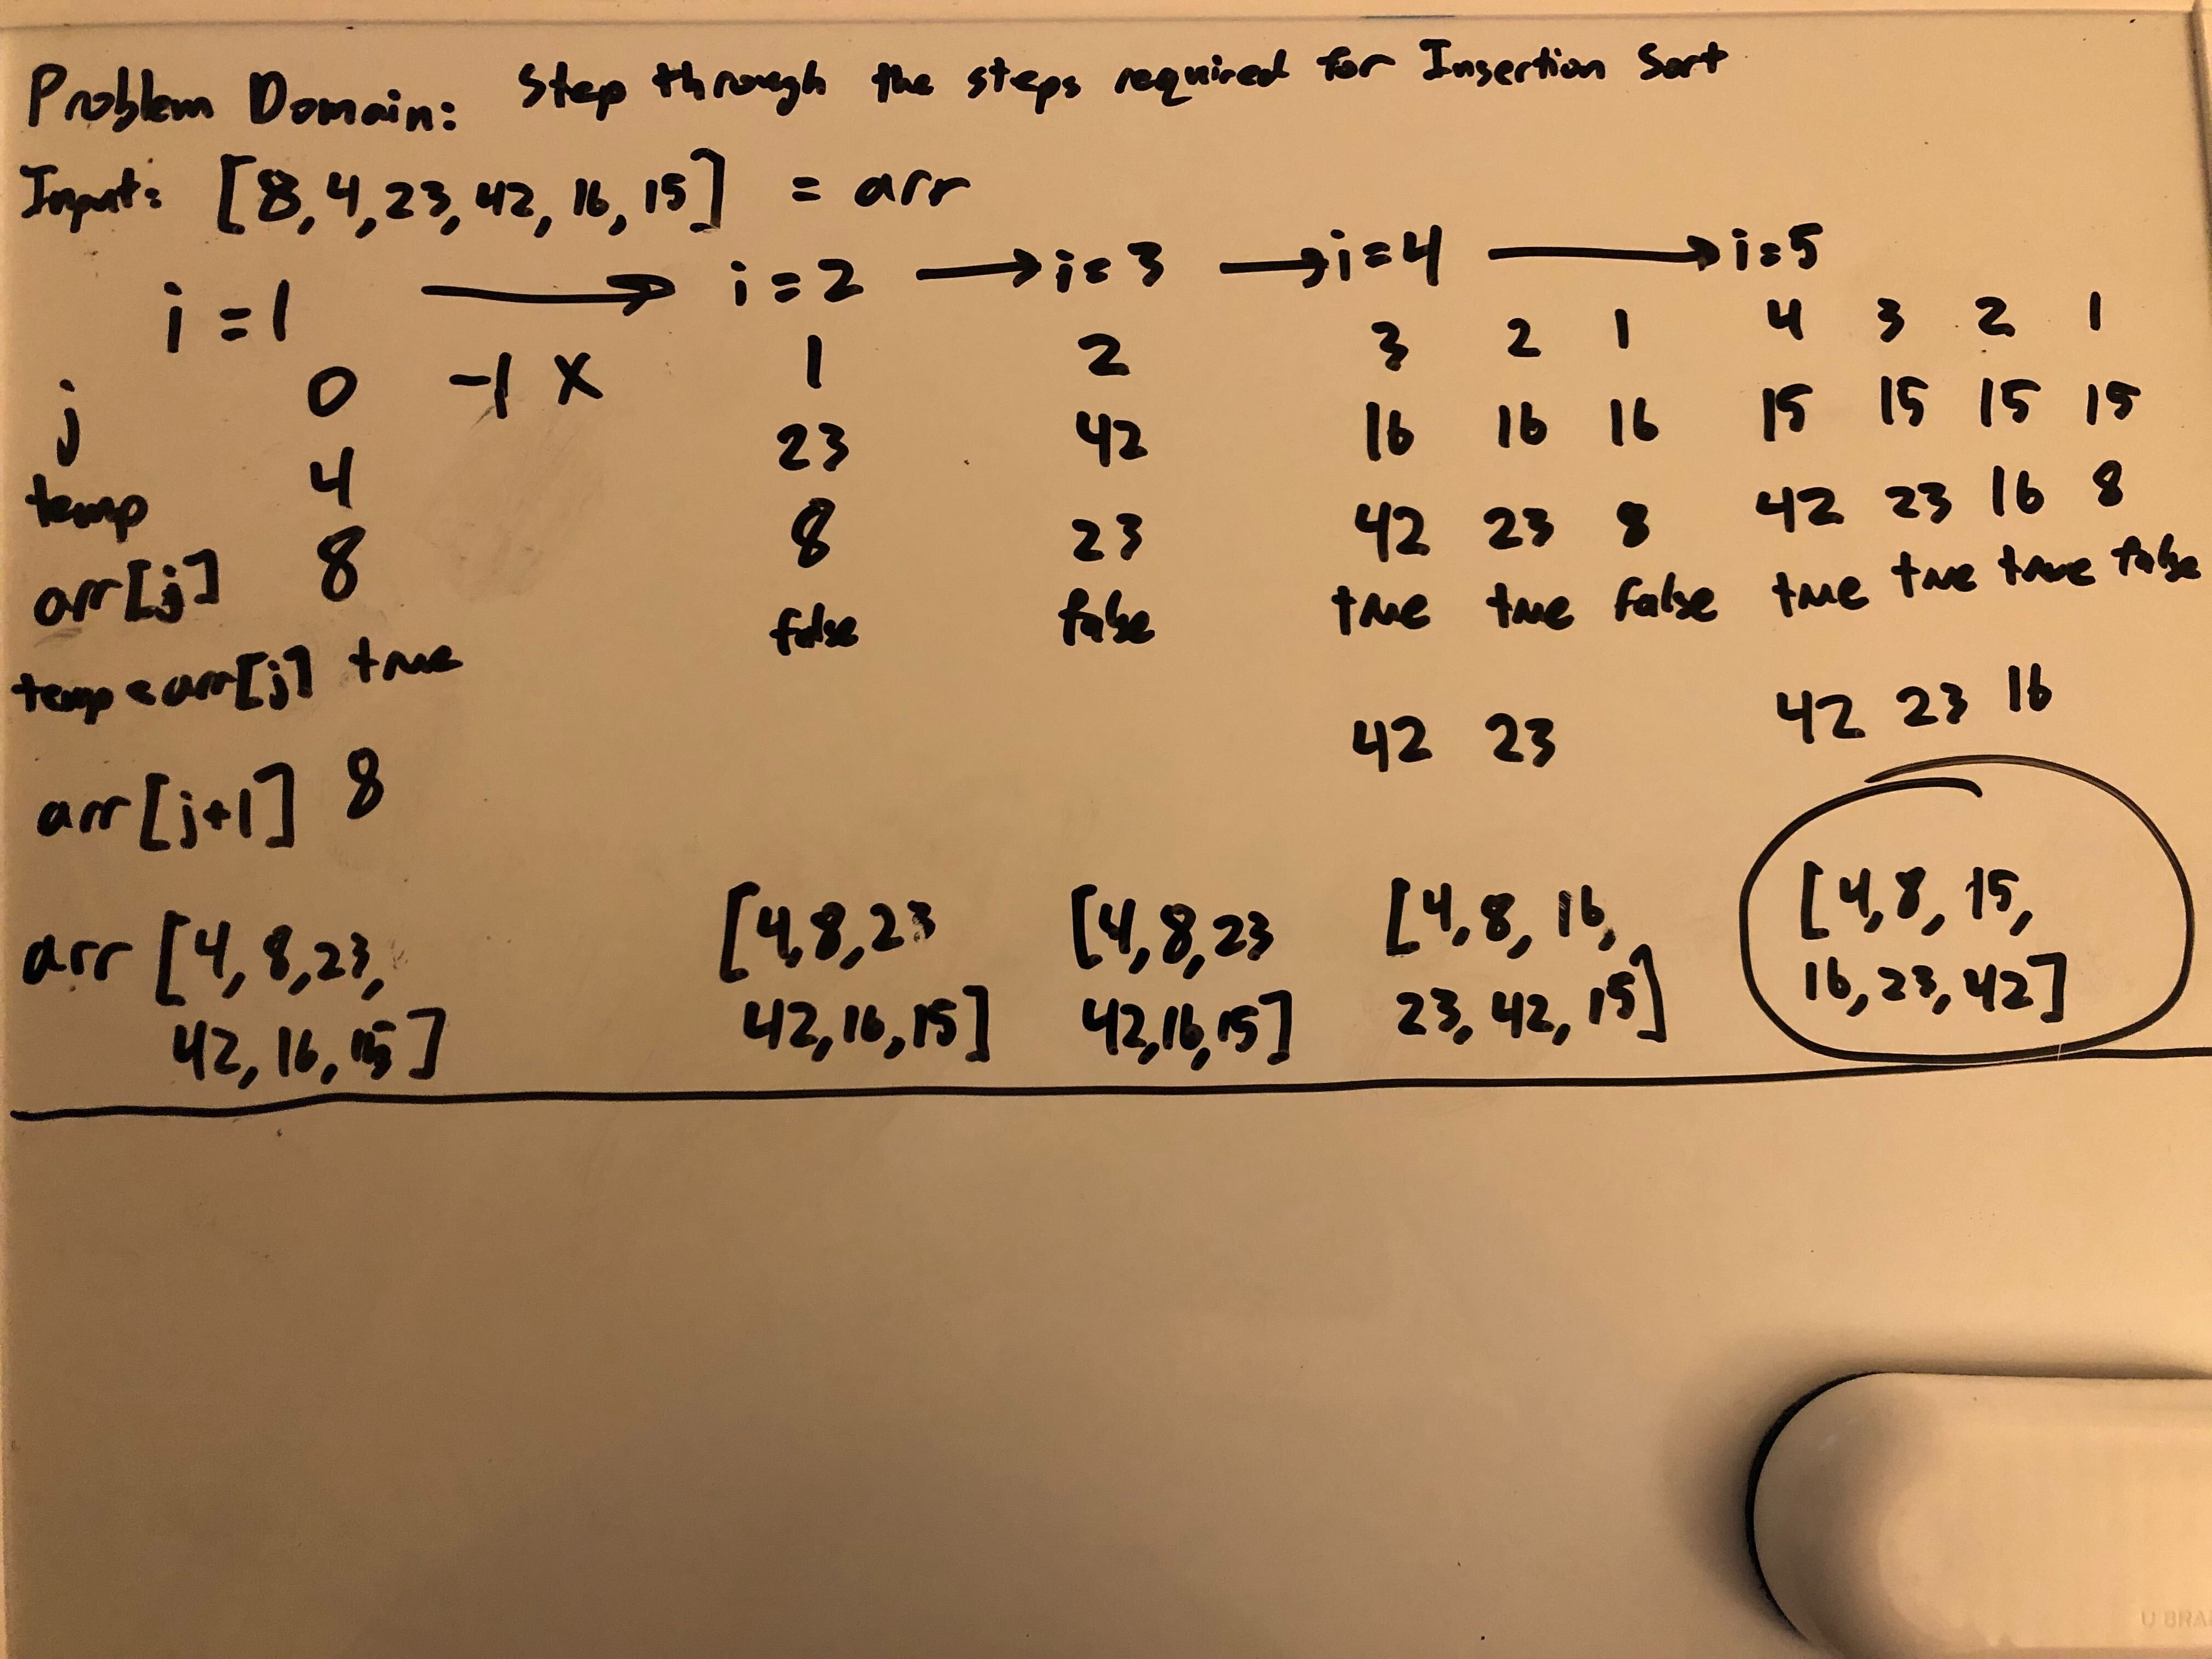 Problem Domain: Step through the steps required for Insertion Sort
Input: [8, 4, 23, 42, 16, 15] = arr
i = 1 → i = 2 → i = 3 → i = 4 → i = 5
j 0 -1 X 1 2 3 2 1 4 3 2 1
temp 4 23 42 16 16 16 15 15 15 15
arr[j] 8 8 23 42 23 8 42 23 16 8
temp < arr[j] true false false true true false true true true false
arr[j+1] 8 42 23 42 23 16
arr [4, 8, 23, [4, 8, 23 [4, 8, 23 [4, 8, 16, [4, 8, 15,
42, 16, 15] 42, 16, 15] 42, 16, 15] 23, 42, 15] 16, 23, 42]